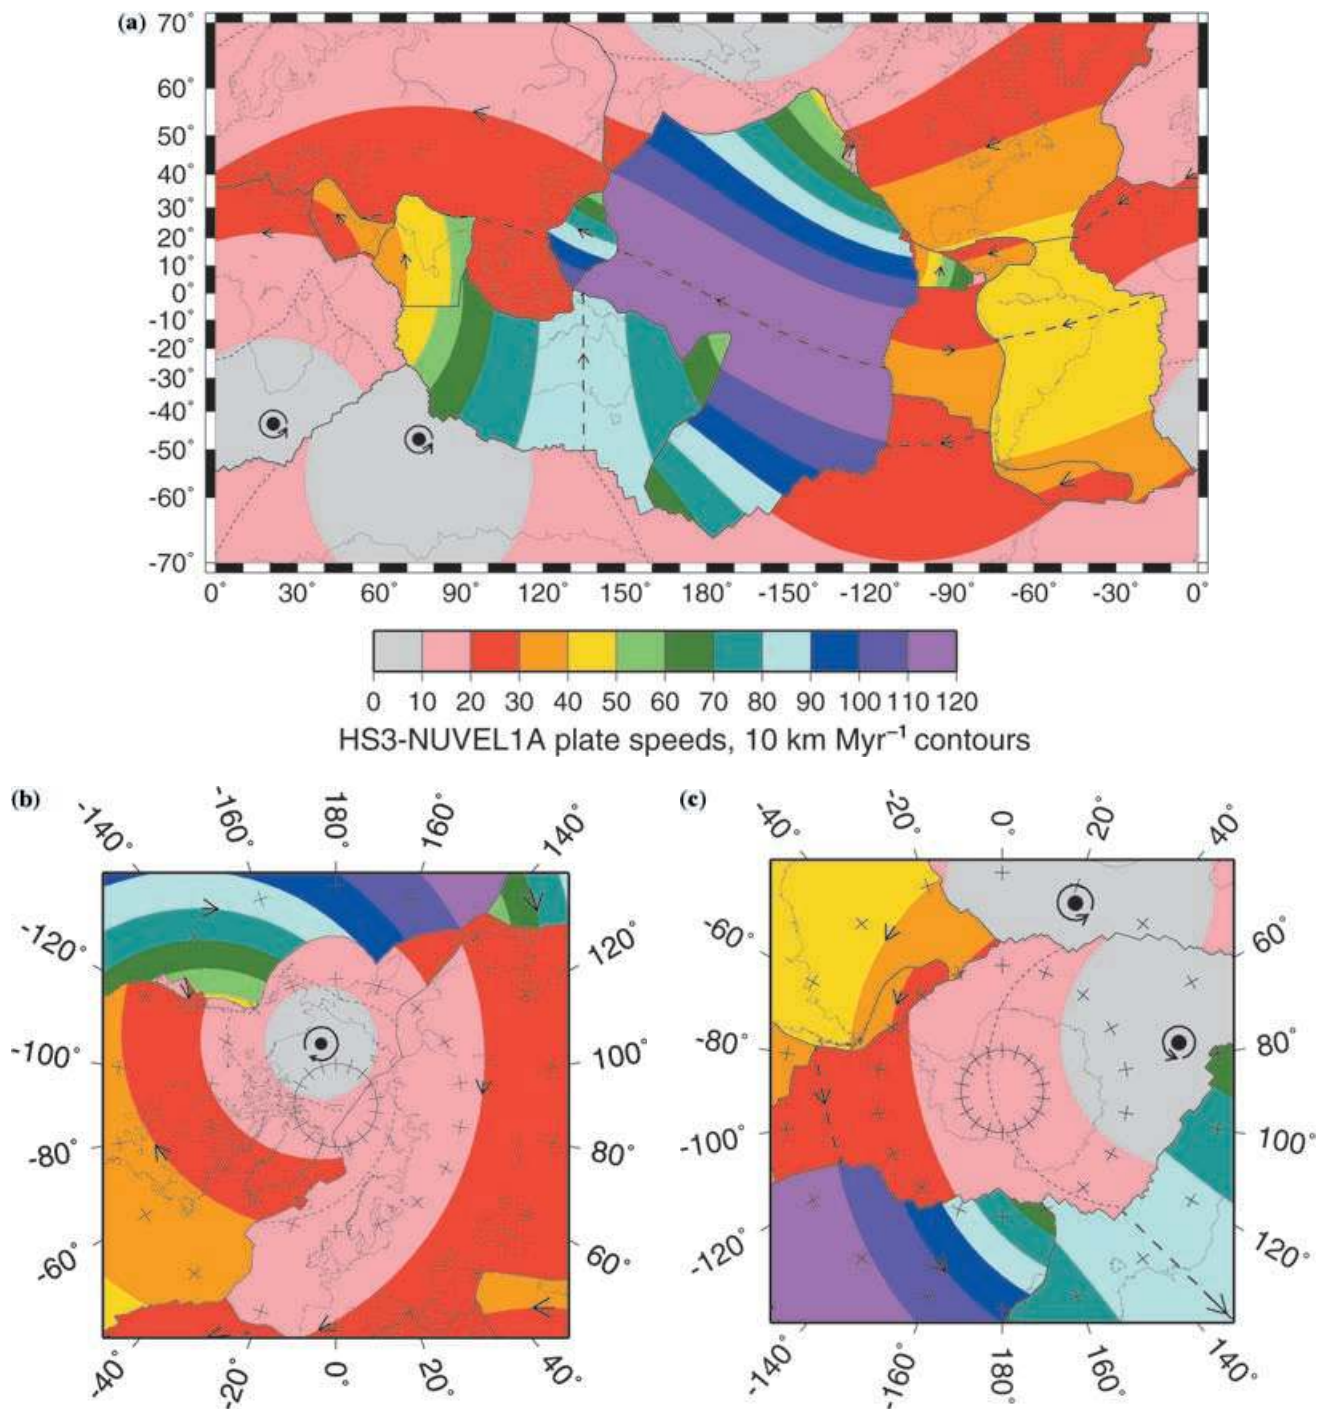 (a)
70˚
60˚
50˚
40˚
30˚
20˚
10˚
0˚
-10˚
-20˚
-30˚
-40˚
-50˚
-60˚
-70˚
0˚ 30˚ 60˚ 90˚ 120˚ 150˚ 180˚ -150˚ -120˚ -90˚ -60˚ -30˚ 0˚
0 10 20 30 40 50 60 70 80 90 100 110 120
HS3-NUVEL1A plate speeds, 10 km Myr⁻¹ contours
(b)
-140˚ -160˚ 180˚ 160˚ 140˚
-120˚ 120˚
-100˚ 100˚
-80˚ 80˚
-60˚ 60˚
-40˚ -20˚ 0˚ 20˚ 40˚
(c)
-40˚ -20˚ 0˚ 20˚ 40˚
-60˚ 60˚
-80˚ 80˚
-100˚ 100˚
-120˚ 120˚
-140˚ -160˚ 180˚ 160˚ 140˚